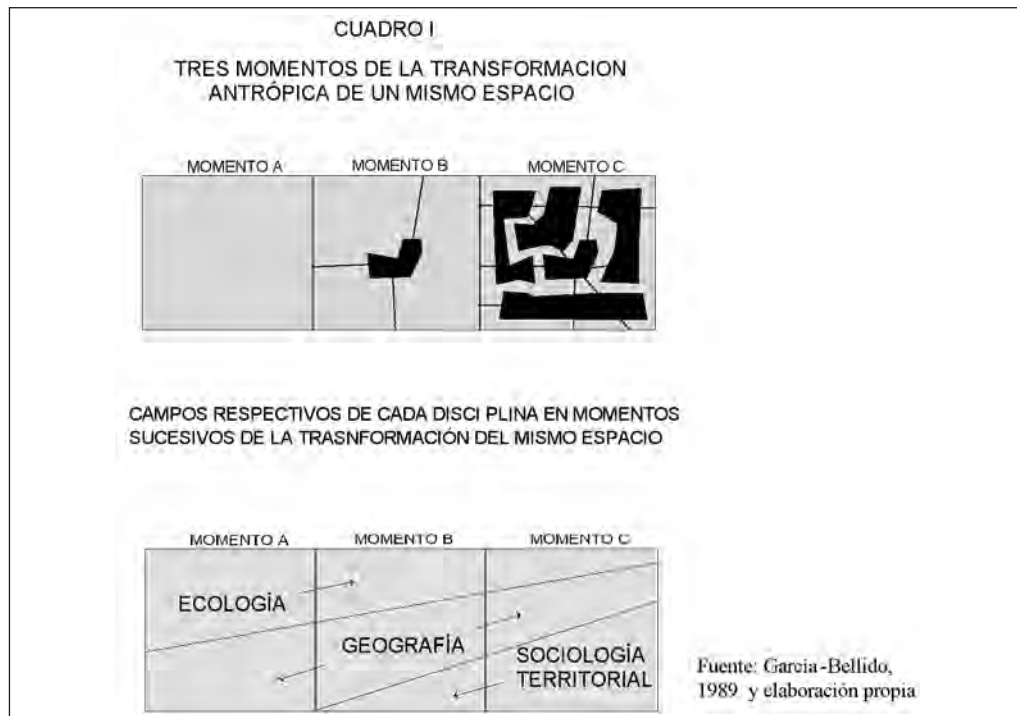 CUADRO I
TRES MOMENTOS DE LA TRANSFORMACION
ANTRÓPICA DE UN MISMO ESPACIO
MOMENTO A
MOMENTO B
MOMENTO C
CAMPOS RESPECTIVOS DE CADA DISCI PLINA EN MOMENTOS
SUCESIVOS DE LA TRASNFORMACIÓN DEL MISMO ESPACIO
MOMENTO A
MOMENTO B
MOMENTO C
ECOLOGÍA
GEOGRAFÍA
SOCIOLOGÍA
TERRITORIAL
Fuente: Garcia-Bellido,
1989 y elaboración propia